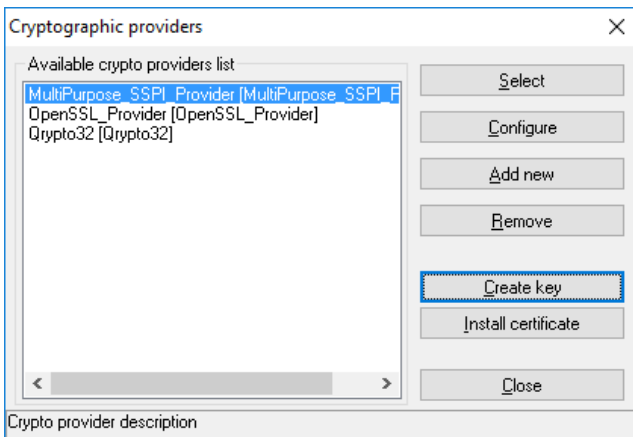 Cryptographic providers
Available crypto providers list
MultiPurpose_SSPI_Provider [MultiPurpose_SSPI_P
OpenSSL_Provider [OpenSSL_Provider]
Qrypto32 [Qrypto32]
Select
Configure
Add new
Remove
Create key
Install certificate
Close
Crypto provider description